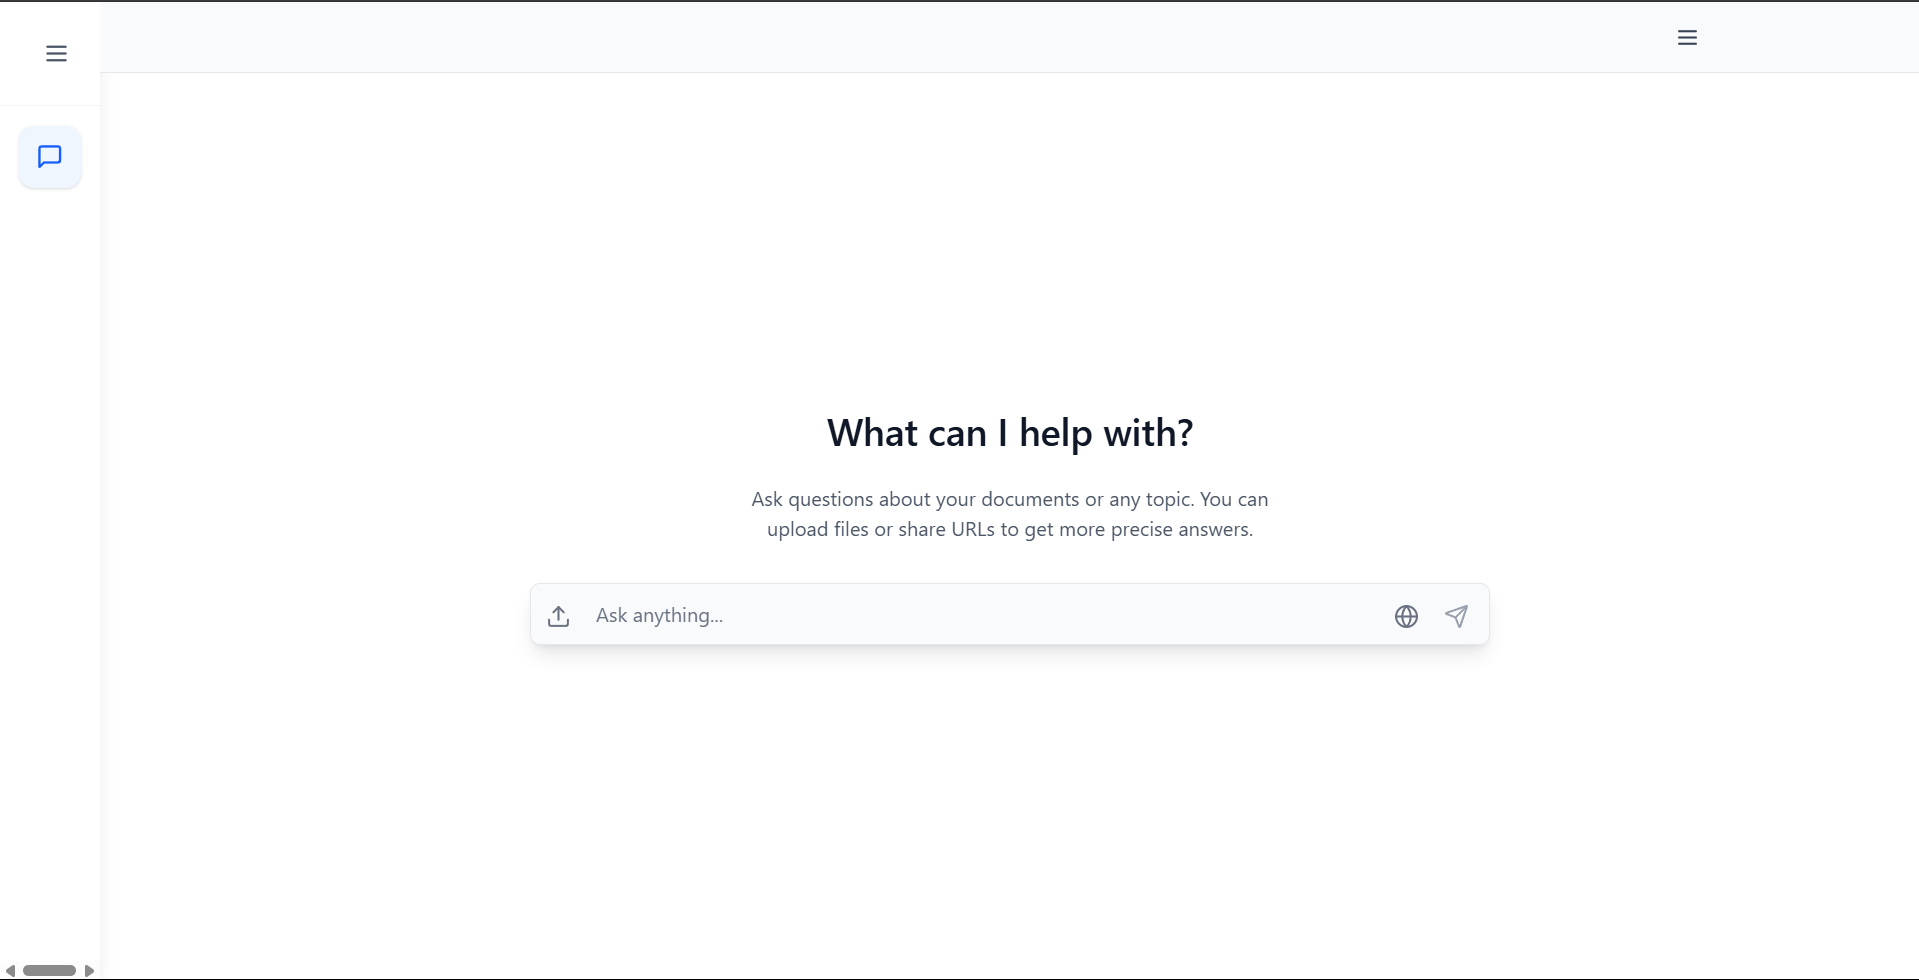 What can I help with?
Ask questions about your documents or any topic. You can
upload files or share URLs to get more precise answers.
Ask anything...